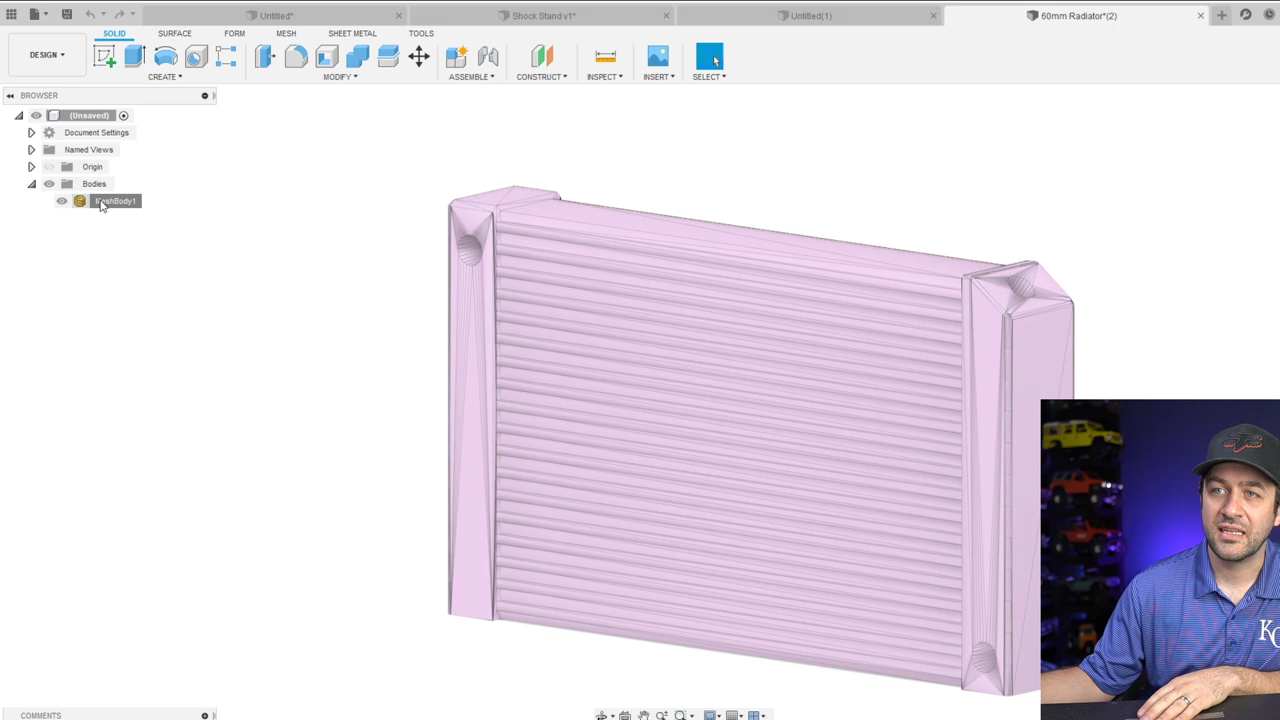 Untitled*
Shock Stand v1*
Untitled(1)
60mm Radiator*(2)
DESIGN
SOLID
SURFACE
FORM
MESH
SHEET METAL
TOOLS
CREATE
MODIFY
ASSEMBLE
CONSTRUCT
INSPECT
INSERT
SELECT
BROWSER
(Unsaved)
Document Settings
Named Views
Origin
Bodies
MeshBody1
COMMENTS
KC